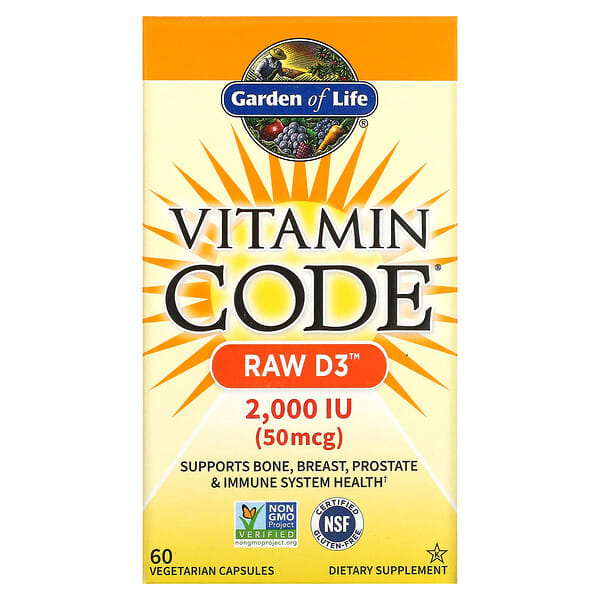 Garden of Life®
VITAMIN
CODE®
RAW D3™
2,000 IU
(50mcg)
SUPPORTS BONE, BREAST, PROSTATE
& IMMUNE SYSTEM HEALTH†
NON
GMO
Project
VERIFIED
nongmoproject.org
CERTIFIED
NSF
GLUTEN-FREE
60
VEGETARIAN CAPSULES
K
DIETARY SUPPLEMENT